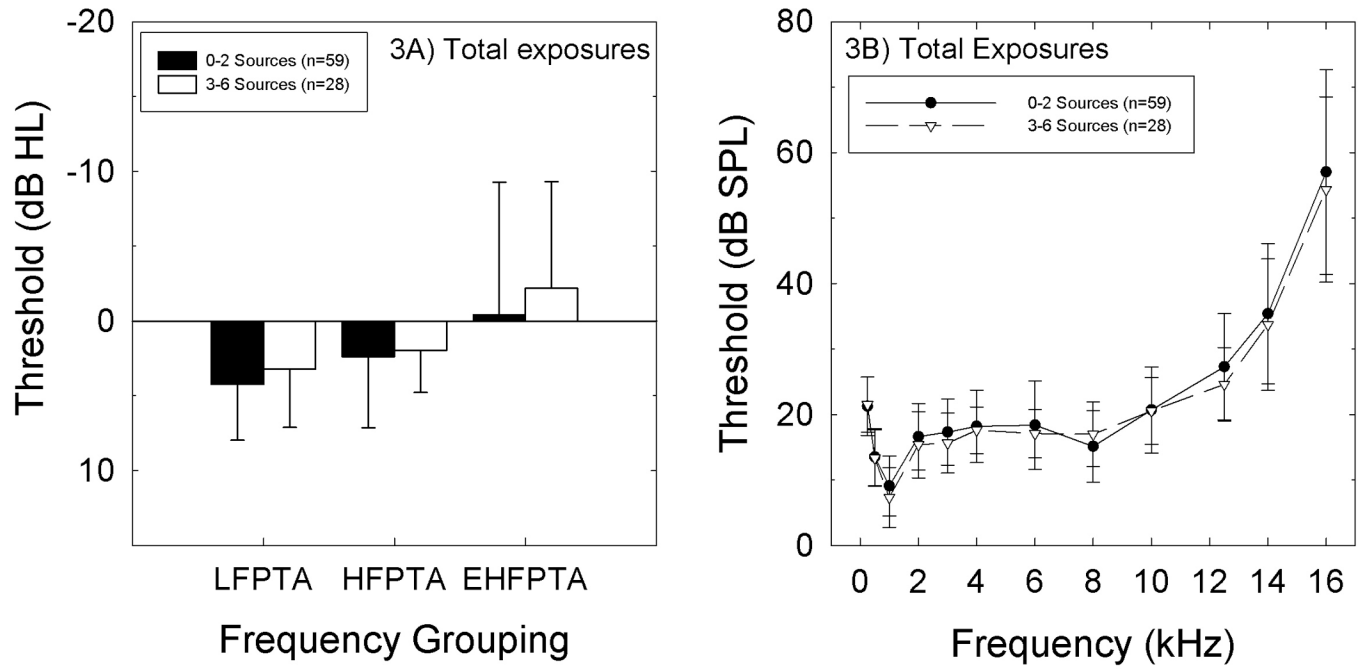 3A) Total exposures
0-2 Sources (n=59)
3-6 Sources (n=28)
Threshold (dB HL)
-20
-10
0
10
LFPTA HFPTA EHFPTA
Frequency Grouping
3B) Total Exposures
0-2 Sources (n=59)
3-6 Sources (n=28)
Threshold (dB SPL)
80
60
40
20
0
0 2 4 6 8 10 12 14 16
Frequency (kHz)